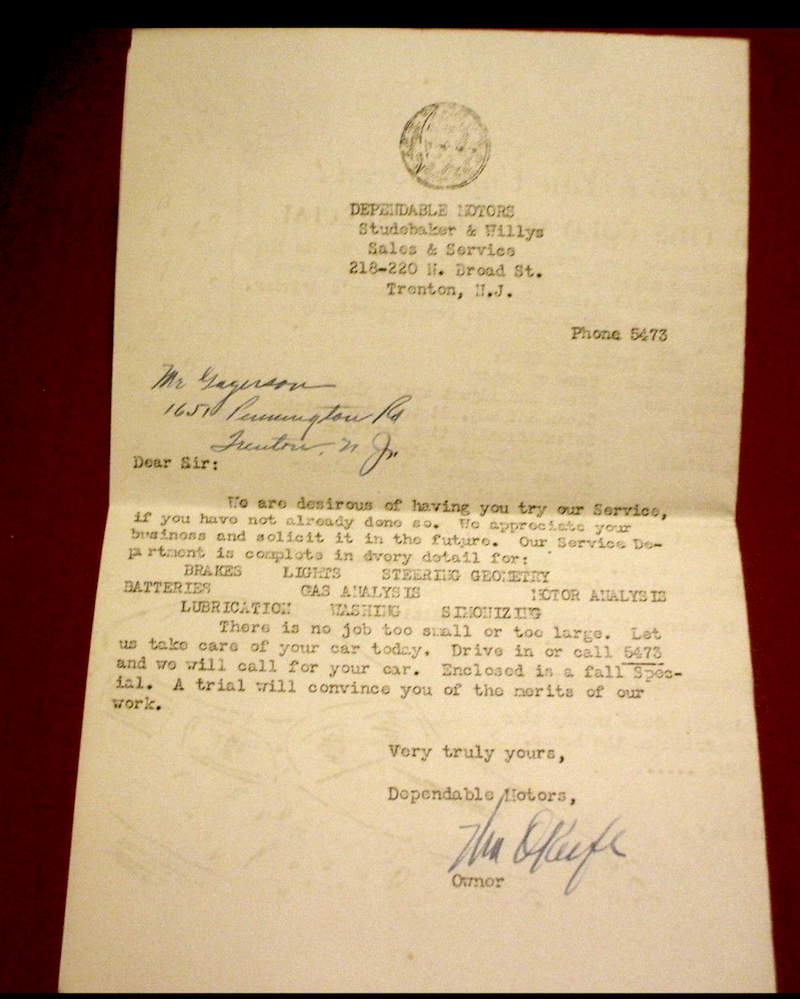 DEPENDABLE MOTORS
Studebaker & Willys
Sales & Service
218-220 N. Broad St.
Trenton, N.J.
Phone 5473
Mr Gagerson
1651 Pennington Rd
Trenton, N Jr.
Dear Sir:
We are desirous of having you try our Service,
if you have not already done so. We appreciate your
business and solicit it in the future. Our Service De-
partment is complete in dvery detail for:
BRAKES LIGHTS STEERING GEOMETRY
BATTERIES GAS ANALYSIS MOTOR ANALYSIS
LUBRICATION WASHING SIMONIZING
There is no job too small or too large. Let
us take care of your car today. Drive in or call 5473
and we will call for your car. Enclosed is a fall Spec-
ial. A trial will convince you of the merits of our
work.
Very truly yours,
Dependable Motors,
OKeefe
Owner